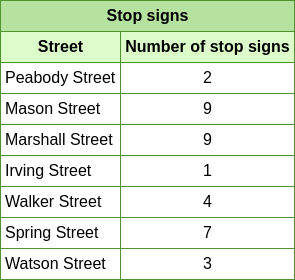 Stop signs
Street Number of stop signs
Peabody Street 2
Mason Street 9
Marshall Street 9
Irving Street 1
Walker Street 4
Spring Street 7
Watson Street 3